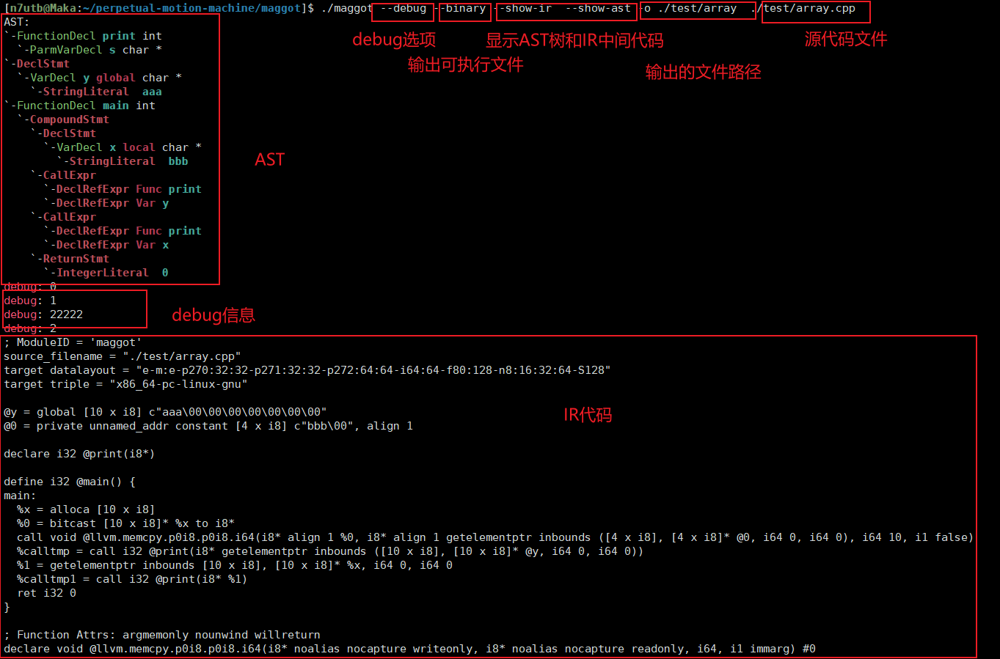 [n7utb@Maka:~/perpetual-motion-machine/maggot]$ ./maggot --debug --binary --show-ir --show-ast -o ./test/array ./test/array.cpp
debug选项
显示AST树和IR中间代码
源代码文件
输出可执行文件
输出的文件路径
AST:
`-FunctionDecl print int
  `-ParmVarDecl s char *
`-DeclStmt
  `-VarDecl y global char *
    `-StringLiteral  aaa
`-FunctionDecl main int
  `-CompoundStmt
    `-DeclStmt
      `-VarDecl x local char *
        `-StringLiteral  bbb
    `-CallExpr
      `-DeclRefExpr Func print
      `-DeclRefExpr Var y
    `-CallExpr
      `-DeclRefExpr Func print
      `-DeclRefExpr Var x
    `-ReturnStmt
      `-IntegerLiteral  0
AST
debug: 0
debug: 1
debug: 22222
debug: 2
debug信息
; ModuleID = 'maggot'
source_filename = "./test/array.cpp"
target datalayout = "e-m:e-p270:32:32-p271:32:32-p272:64:64-i64:64-f80:128-n8:16:32:64-S128"
target triple = "x86_64-pc-linux-gnu"
@y = global [10 x i8] c"aaa\00\00\00\00\00\00\00"
IR代码
@0 = private unnamed_addr constant [4 x i8] c"bbb\00", align 1
declare i32 @print(i8*)
define i32 @main() {
main:
  %x = alloca [10 x i8]
  %0 = bitcast [10 x i8]* %x to i8*
  call void @llvm.memcpy.p0i8.p0i8.i64(i8* align 1 %0, i8* align 1 getelementptr inbounds ([4 x i8], [4 x i8]* @0, i64 0, i64 0), i64 10, i1 false)
  %calltmp = call i32 @print(i8* getelementptr inbounds ([10 x i8], [10 x i8]* @y, i64 0, i64 0))
  %1 = getelementptr inbounds [10 x i8], [10 x i8]* %x, i64 0, i64 0
  %calltmp1 = call i32 @print(i8* %1)
  ret i32 0
}
; Function Attrs: argmemonly nounwind willreturn
declare void @llvm.memcpy.p0i8.p0i8.i64(i8* noalias nocapture writeonly, i8* noalias nocapture readonly, i64, i1 immarg) #0